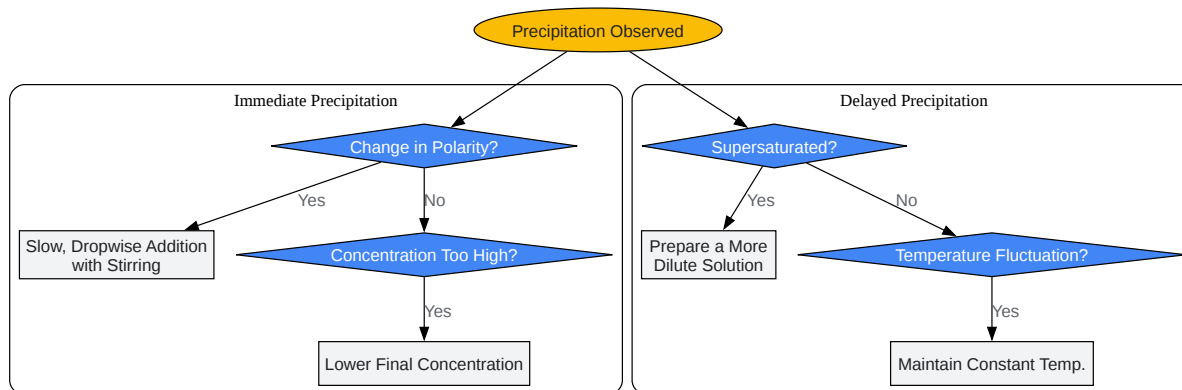 Precipitation Observed
Immediate Precipitation
Delayed Precipitation
Change in Polarity?
Supersaturated?
Yes
No
Yes
No
Slow, Dropwise Addition
with Stirring
Concentration Too High?
Prepare a More
Dilute Solution
Temperature Fluctuation?
Yes
Yes
Lower Final Concentration
Maintain Constant Temp.